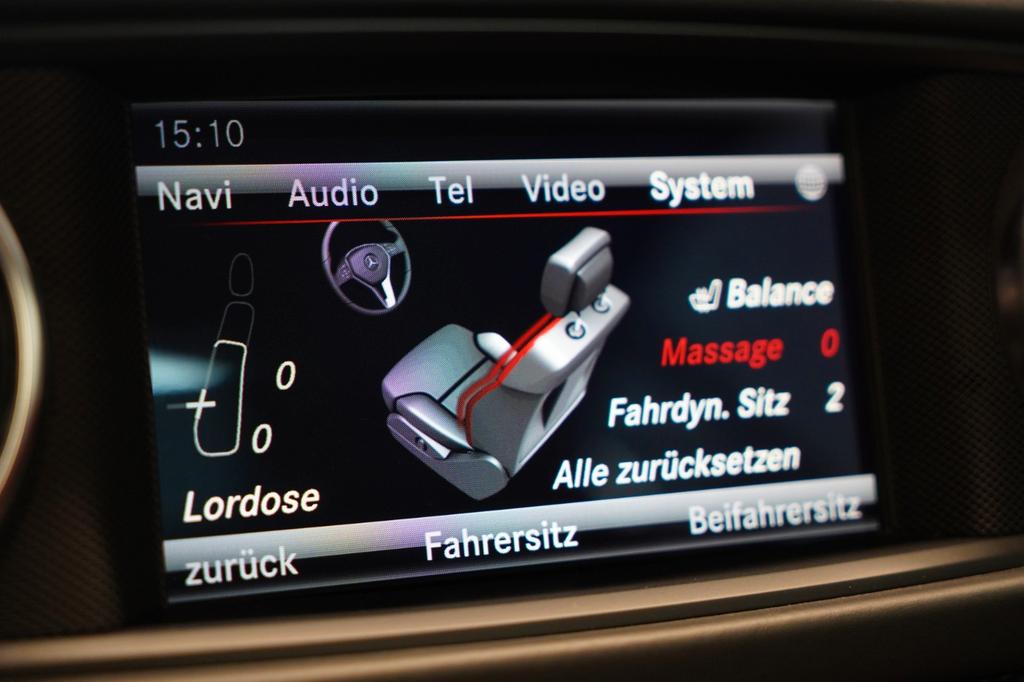 15:10
Navi Audio Tel Video System
Balance
Massage 0
Fahrdyn. Sitz 2
Alle zurücksetzen
0
0
Lordose
zurück Fahrersitz Beifahrersitz